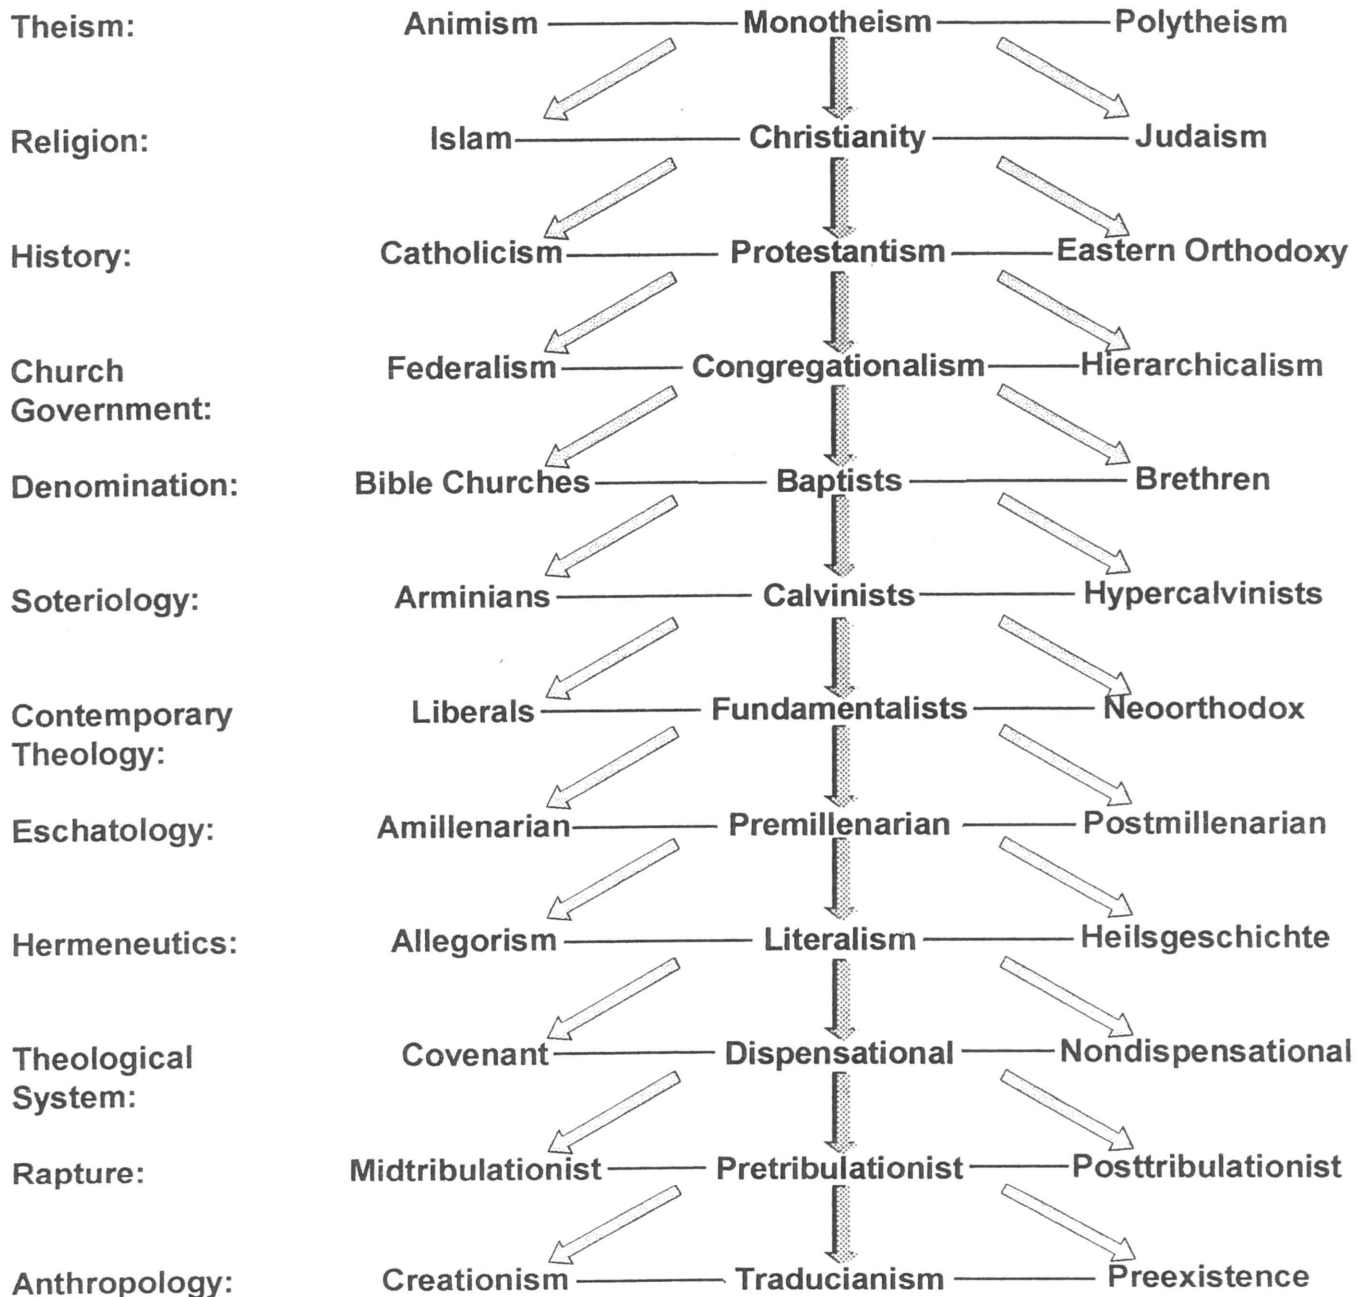 Theism: Animism Monotheism Polytheism
Religion: Islam Christianity Judaism
History: Catholicism Protestantism Eastern Orthodoxy
Church Federalism Congregationalism Hierarchicalism
Government:
Denomination: Bible Churches Baptists Brethren
Soteriology: Arminians Calvinists Hypercalvinists
Contemporary Liberals Fundamentalists Neoorthodox
Theology:
Eschatology: Amillenarian Premillenarian Postmillenarian
Hermeneutics: Allegorism Literalism Heilsgeschichte
Theological Covenant Dispensational Nondispensational
System:
Rapture: Midtribulationist Pretribulationist Posttribulationist
Anthropology: Creationism Traducianism Preexistence